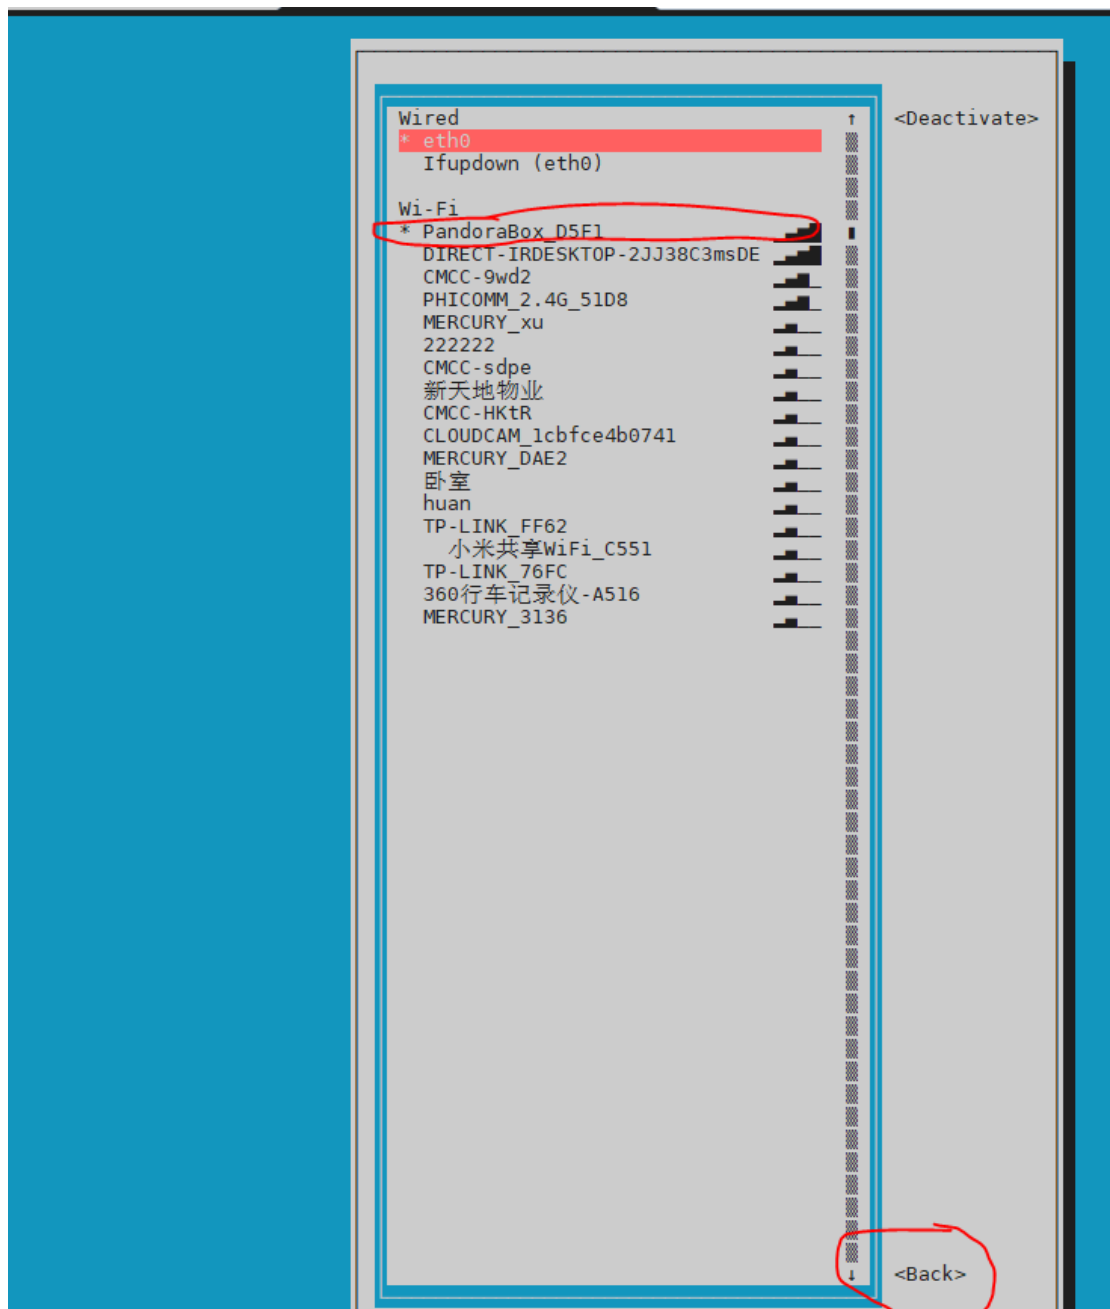 Wired
* eth0
Ifupdown (eth0)
Wi-Fi
* PandoraBox_D5F1
DIRECT-IRDESKTOP-2JJ38C3msDE
CMCC-9wd2
PHICOMM_2.4G_51D8
MERCURY_xu
222222
CMCC-sdpe
新天地物业
CMCC-HKtR
CLOUDCAM_1cbfce4b0741
MERCURY_DAE2
卧室
huan
TP-LINK_FF62
小米共享WiFi_C551
TP-LINK_76FC
360行车记录仪-A516
MERCURY_3136
<Deactivate>
<Back>